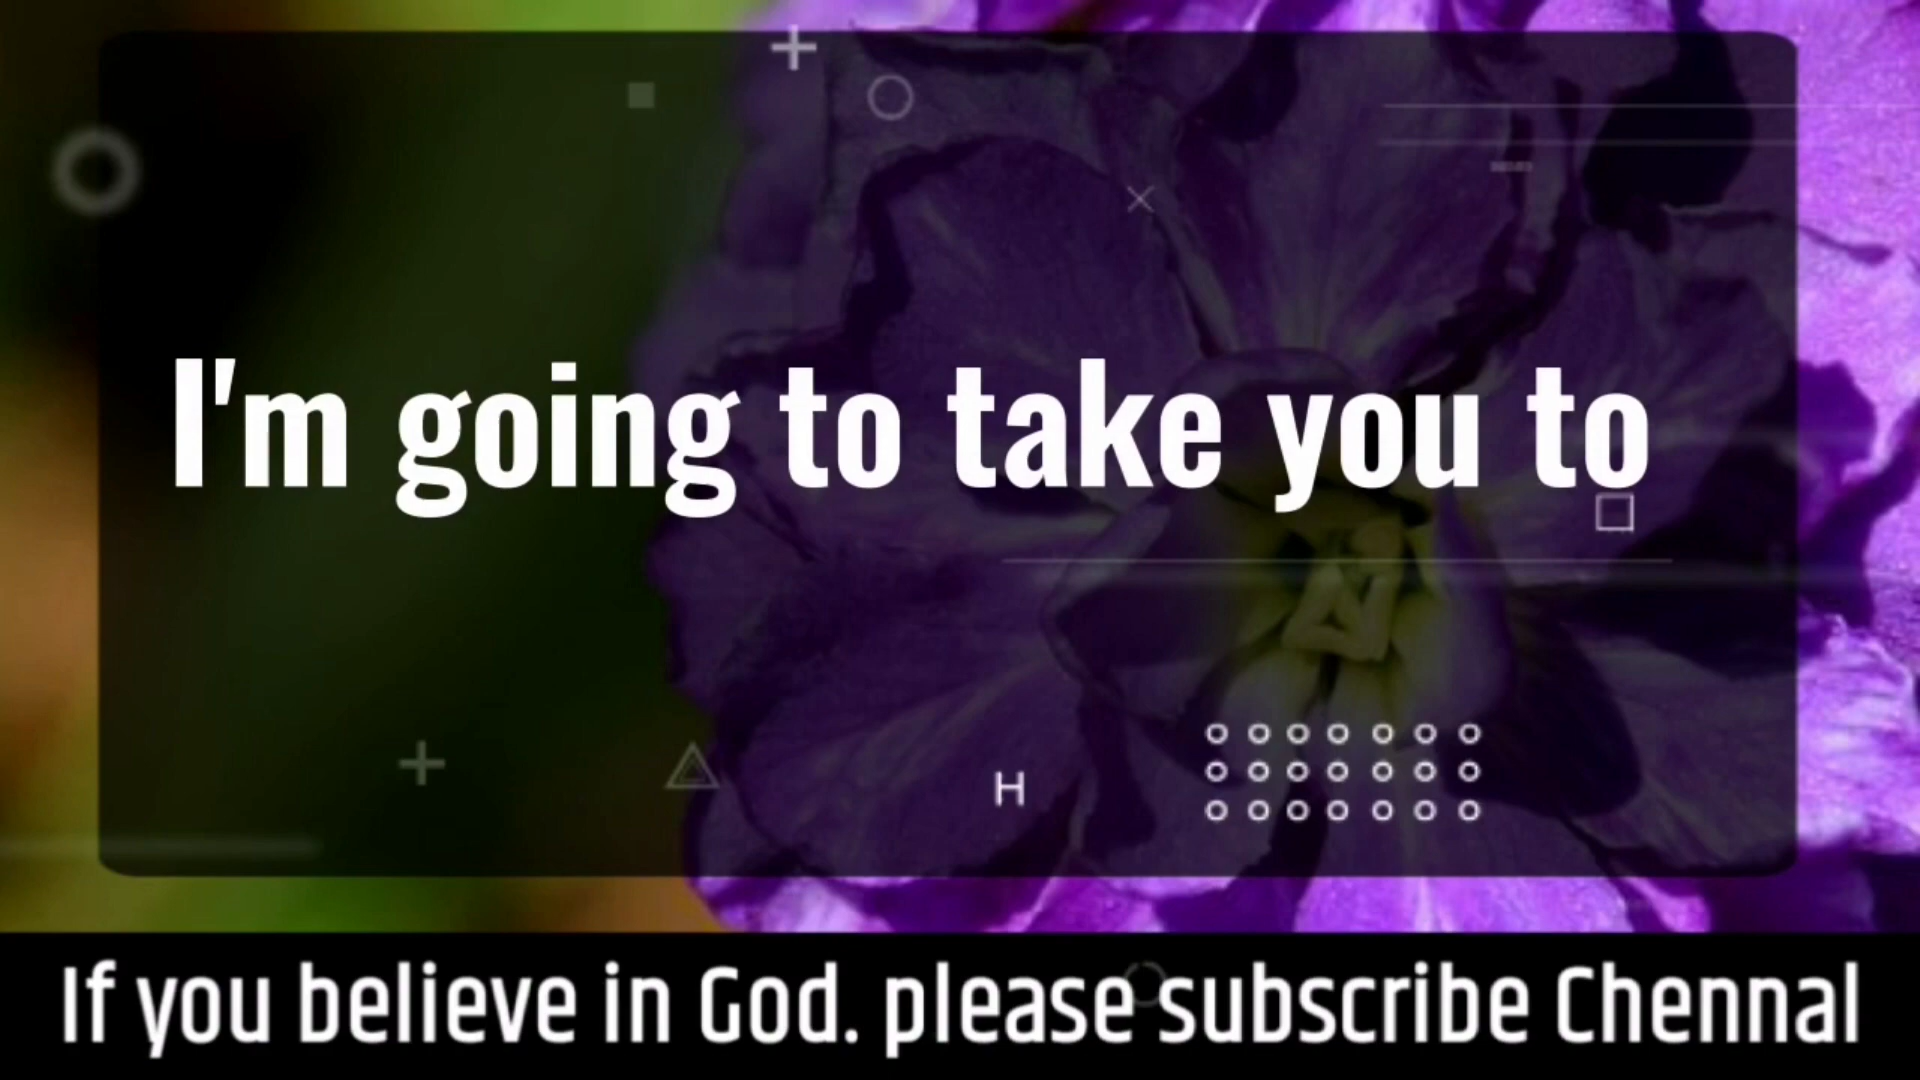 I'm going to take you to
H
If you believe in God. please subscribe Chennal